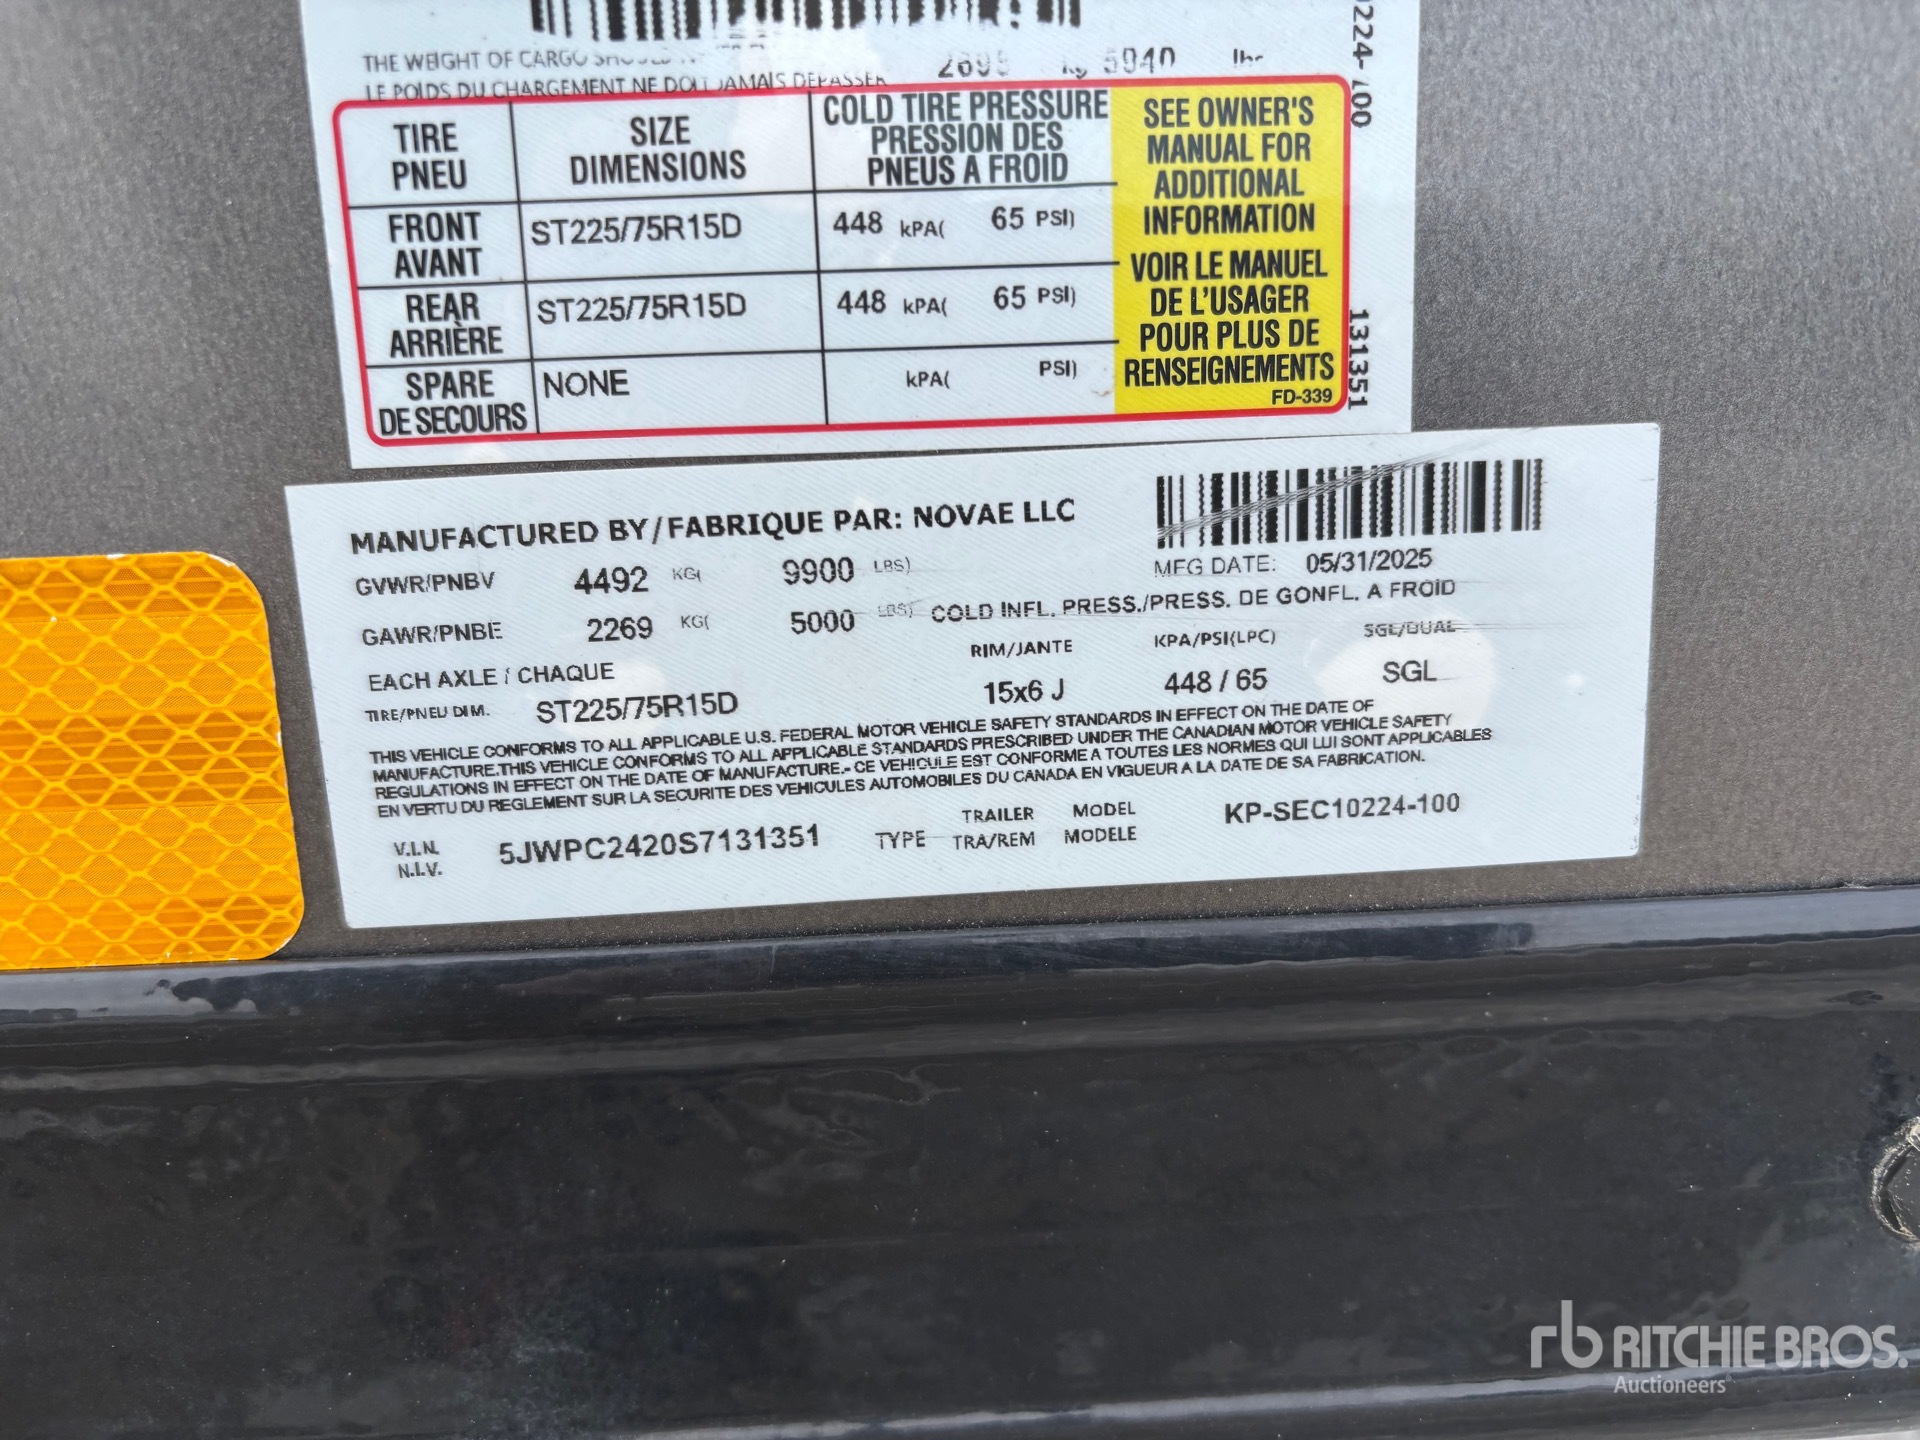 THE WEIGHT OF CARGO SHOULD
2695 kg 5940 lbs
LE POIDS DU CHARGEMENT NE DOIT JAMAIS DEPASSER
TIRE
PNEU
SIZE
DIMENSIONS
COLD TIRE PRESSURE
PRESSION DES
PNEUS A FROID
FRONT
AVANT
ST225/75R15D
448 kPA( 65 PSI)
REAR
ARRIÈRE
ST225/75R15D
448 kPA( 65 PSI)
SPARE
DE SECOURS
NONE
kPA( PSI)
SEE OWNER'S
MANUAL FOR
ADDITIONAL
INFORMATION
VOIR LE MANUEL
DE L'USAGER
POUR PLUS DE
RENSEIGNEMENTS
FD-339
0224-100
131351
MANUFACTURED BY/FABRIQUE PAR: NOVAE LLC
MFG DATE: 05/31/2025
GVWR/PNBV 4492 KG( 9900 LBS)
GAWR/PNBE 2269 KG( 5000 LBS) COLD INFL. PRESS./PRESS. DE GONFL. A FROID
EACH AXLE / CHAQUE RIM/JANTE KPA/PSI(LPC) SGL/DUAL
TIRE/PNEU DIM. ST225/75R15D 15x6 J 448 / 65 SGL
THIS VEHICLE CONFORMS TO ALL APPLICABLE U.S. FEDERAL MOTOR VEHICLE SAFETY STANDARDS IN EFFECT ON THE DATE OF
MANUFACTURE.THIS VEHICLE CONFORMS TO ALL APPLICABLE STANDARDS PRESCRIBED UNDER THE CANADIAN MOTOR VEHICLE SAFETY
REGULATIONS IN EFFECT ON THE DATE OF MANUFACTURE.- CE VEHICULE EST CONFORME A TOUTES LES NORMES QUI LUI SONT APPLICABLES
EN VERTU DU REGLEMENT SUR LA SECURITE DES VEHICULES AUTOMOBILES DU CANADA EN VIGUEUR A LA DATE DE SA FABRICATION.
V.I.N.
N.I.V.
5JWPC2420S7131351
TYPE
TRAILER
TRA/REM
MODEL
MODELE
KP-SEC10224-100
rb RITCHIE BROS.
Auctioneers